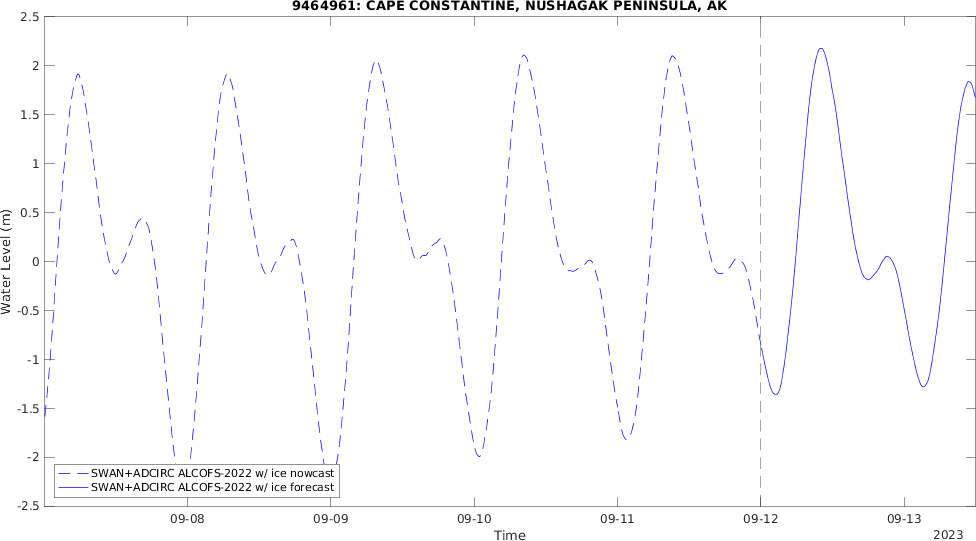 9464961: CAPE CONSTANTINE, NUSHAGAK PENINSULA, AK
2.5
2
1.5
1
0.5
0
-0.5
-1
-1.5
-2
-2.5
Water Level (m)
SWAN+ADCIRC ALCOFS-2022 w/ ice nowcast
SWAN+ADCIRC ALCOFS-2022 w/ ice forecast
09-08 09-09 09-10 09-11 09-12 09-13
Time
2023